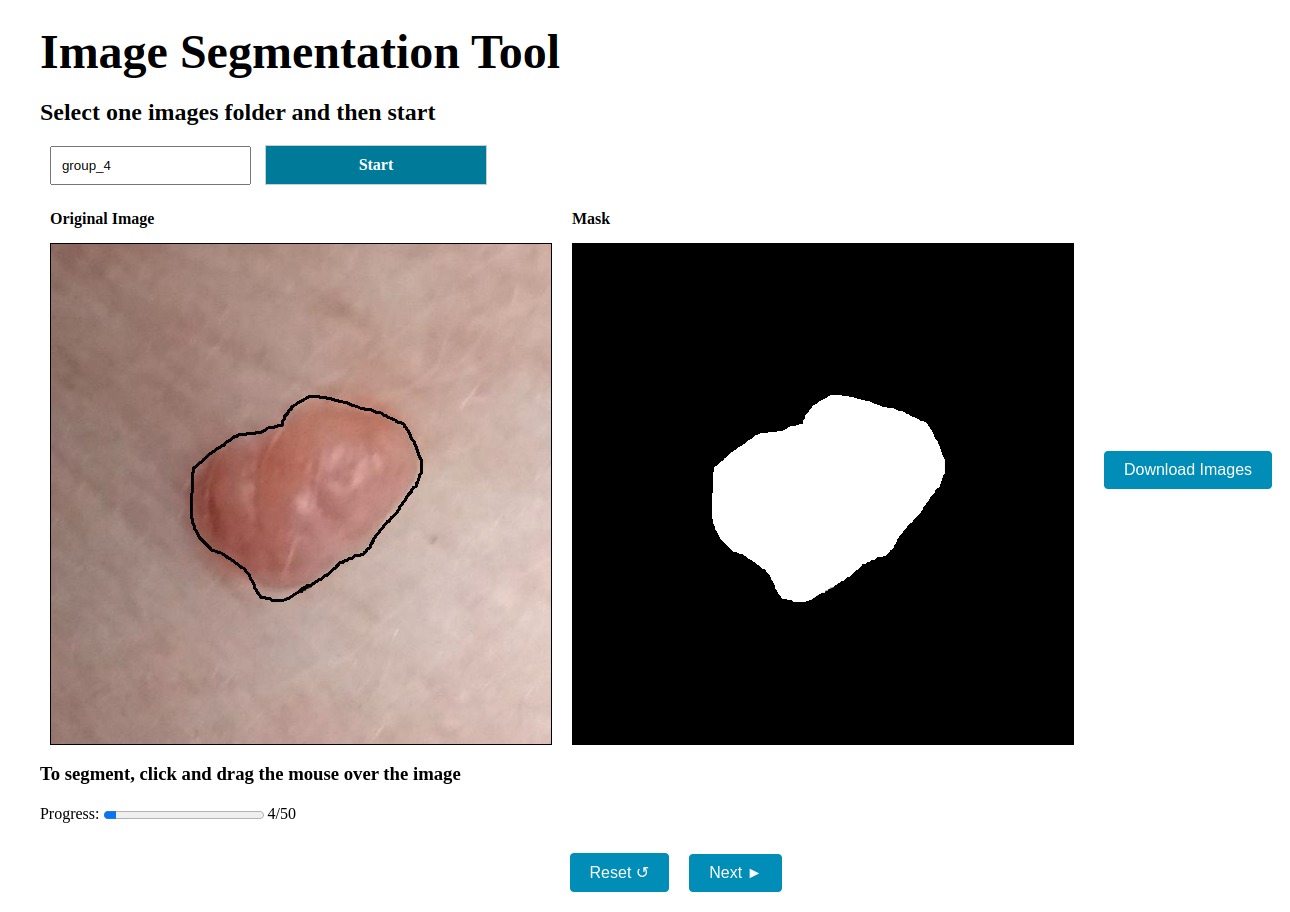 Image Segmentation Tool
Select one images folder and then start
group_4
Start
Original Image
Mask
Download Images
To segment, click and drag the mouse over the image
Progress: 4/50
Reset ↺
Next ►